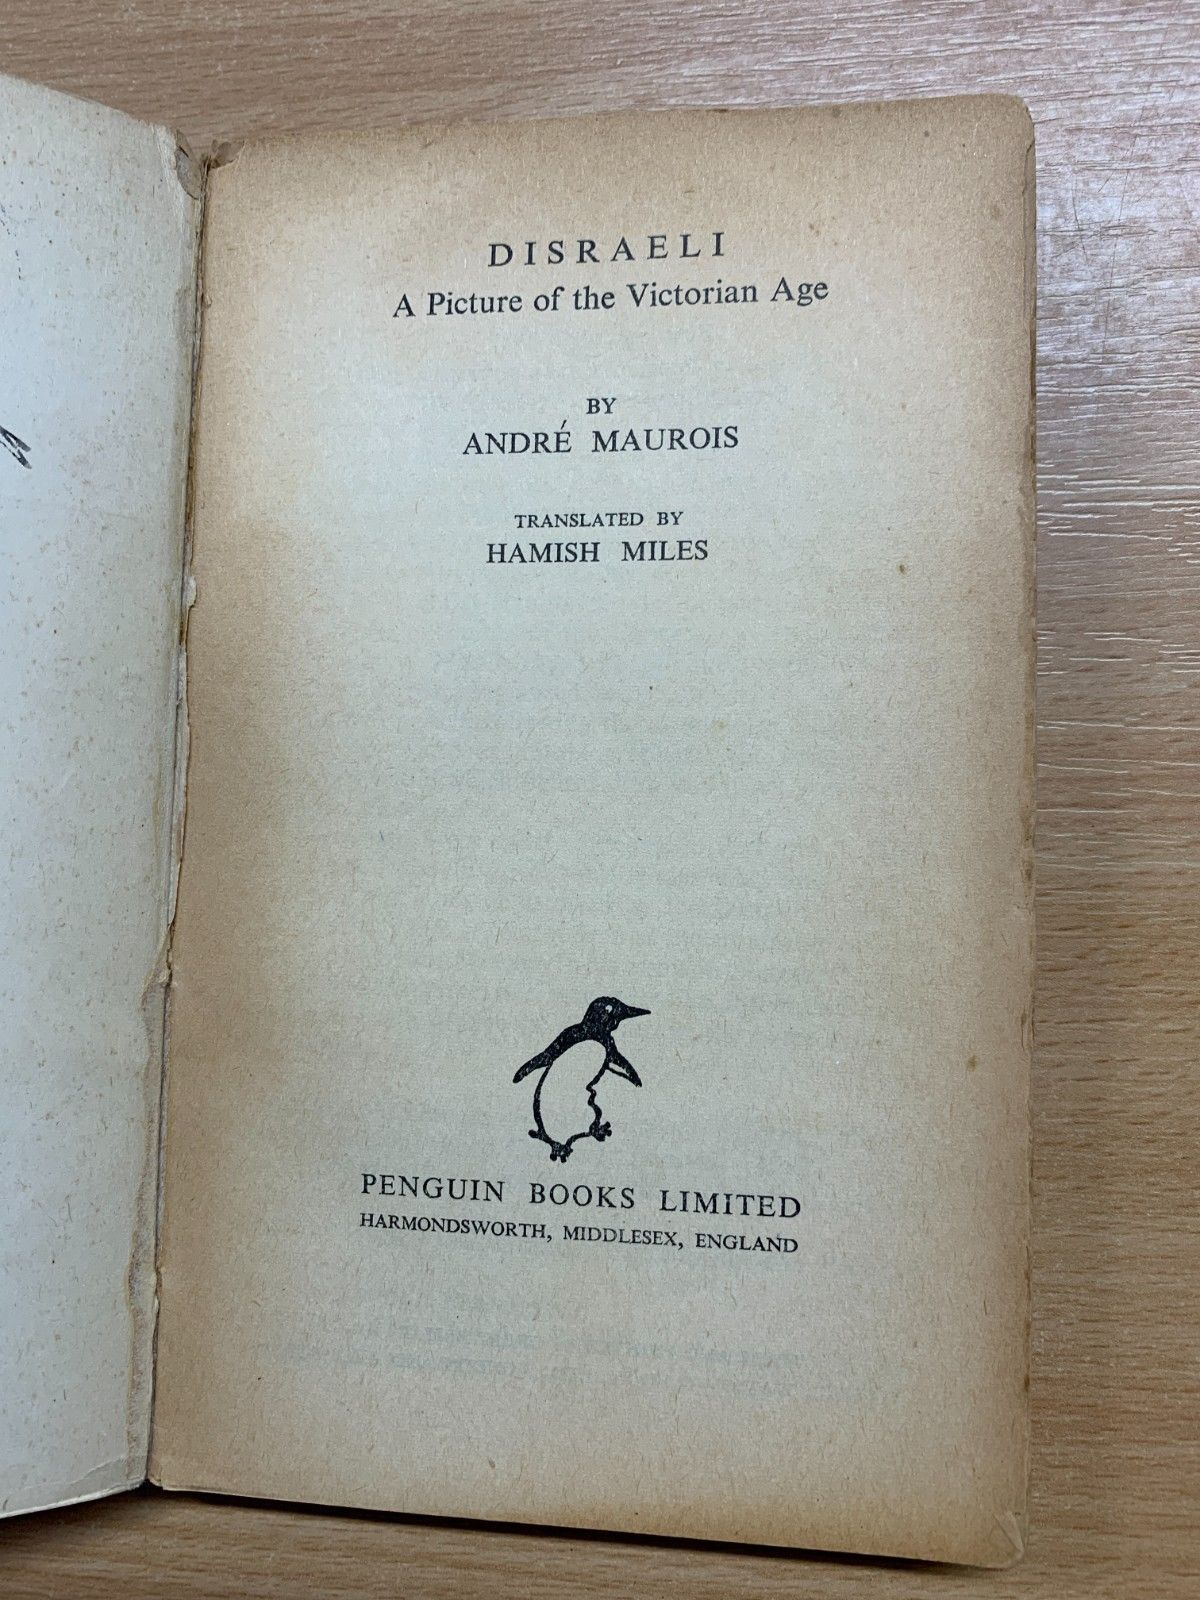 DISRAELI
A Picture of the Victorian Age
BY
ANDRÉ MAUROIS
TRANSLATED BY
HAMISH MILES
PENGUIN BOOKS LIMITED
HARMONDSWORTH, MIDDLESEX, ENGLAND